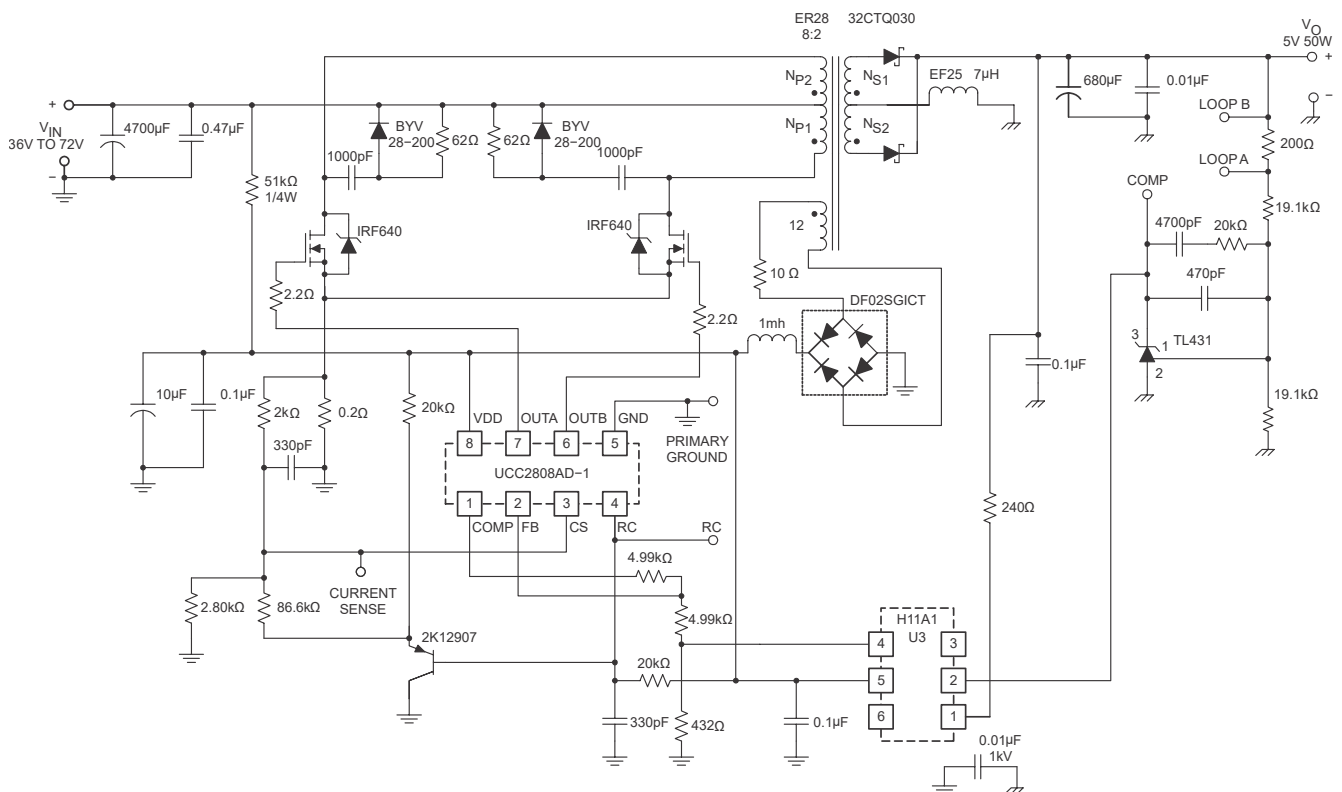 ER28 32CTQ030
8:2
VO
5V 50W
+
−
NP2
NS1
EF25 7µH
680µF
0.01µF
LOOP B
200Ω
LOOP A
NP1
NS2
+
VIN
36V TO 72V
−
4700µF
0.47µF
BYV
28−200
62Ω
62Ω
BYV
28−200
1000pF
1000pF
51kΩ
1/4W
IRF640
IRF640
12
COMP
19.1kΩ
4700pF
20kΩ
470pF
2.2Ω
2.2Ω
10 Ω
DF02SGICT
1mh
3
1
TL431
2
0.1µF
19.1kΩ
10µF
0.1µF
2kΩ
0.2Ω
20kΩ
330pF
VDD
OUTA
OUTB
GND
8
7
6
5
PRIMARY
GROUND
UCC2808AD−1
1
2
3
4
COMP
FB
CS
RC
RC
240Ω
4.99kΩ
CURRENT
SENSE
2.80kΩ
86.6kΩ
4.99kΩ
2K12907
H11A1
U3
4
3
5
2
6
1
20kΩ
330pF
432Ω
0.1µF
0.01µF
1kV